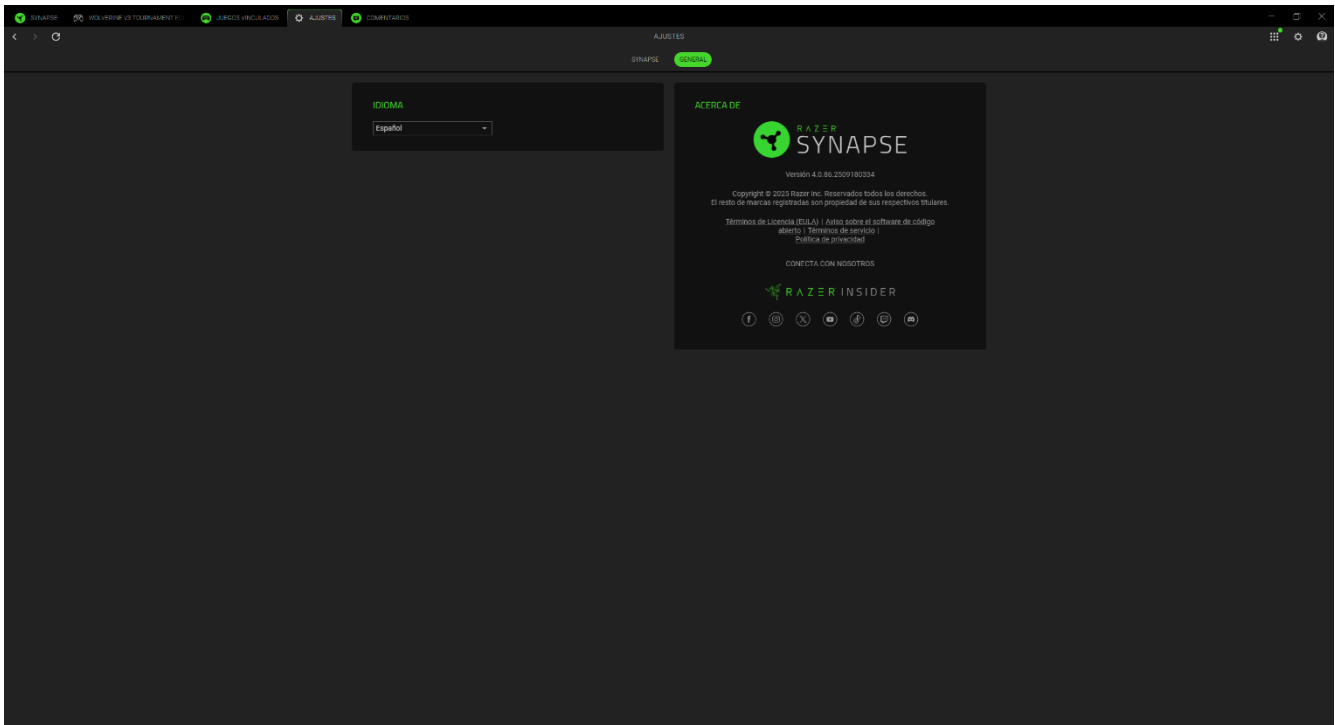 SYNAPSE
WOLVERINE V3 TOURNAMENT
JUEGOS VINCULADOS
AJUSTES
COMENTARIOS
AJUSTES
SYNAPSE
GENERAL
IDIOMA
Español
ACERCA DE
RAZER
SYNAPSE
Versión 4.0.86.2509180334
Copyright © 2025 Razer Inc. Reservados todos los derechos.
El resto de marcas registradas son propiedad de sus respectivos titulares.
Términos de Licencia (EULA) | Aviso sobre el software de código
abierto | Términos de servicio |
Política de privacidad
CONECTA CON NOSOTROS
RAZER INSIDER